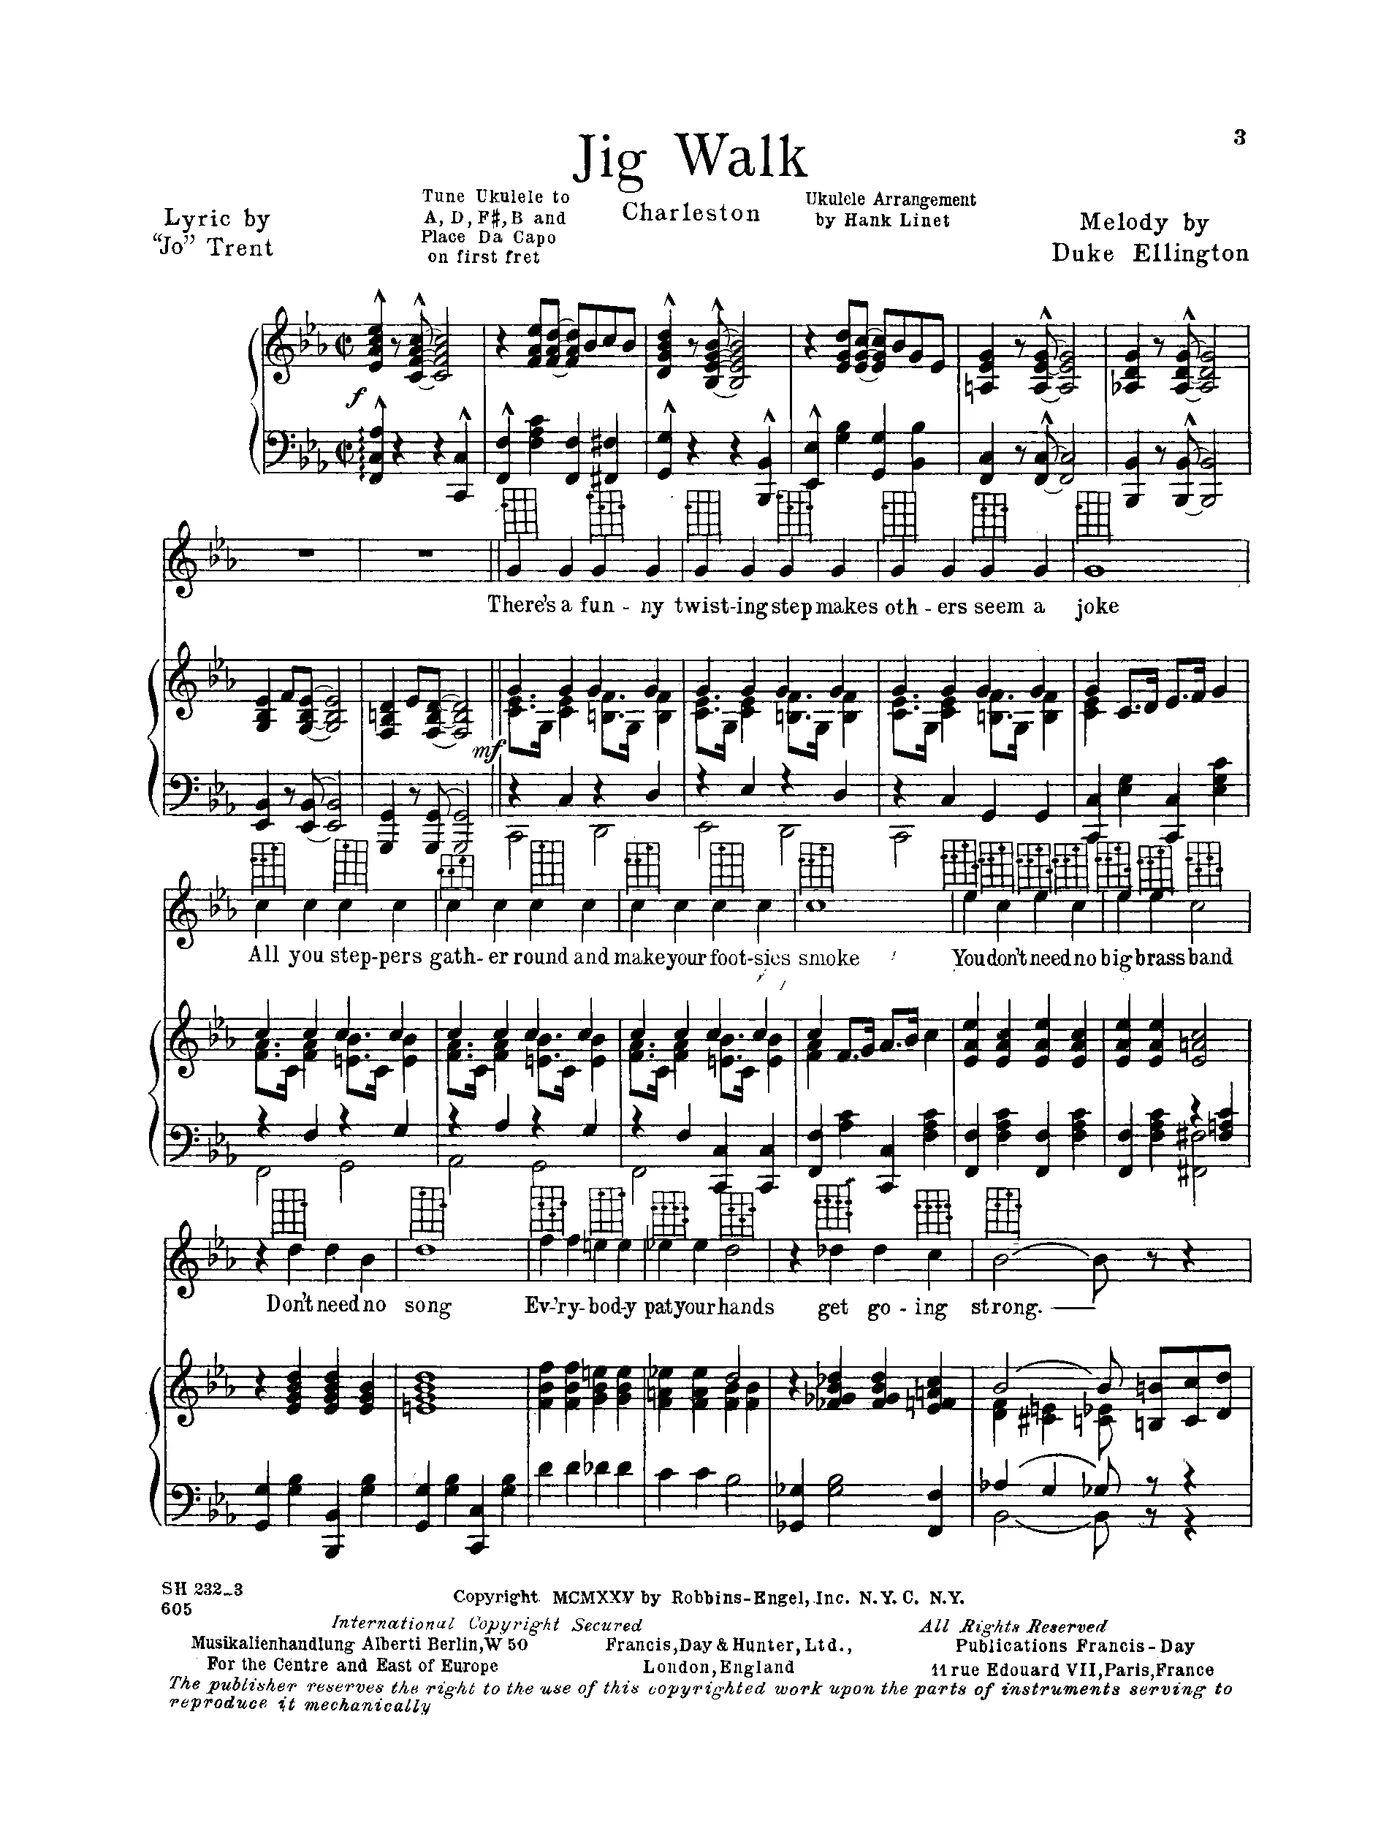 3
Jig Walk
Charleston
Lyric by
"Jo" Trent
Tune Ukulele to
A, D, F♯, B and
Place Da Capo
on first fret
Ukulele Arrangement
by Hank Linet
Melody by
Duke Ellington
f
There's a fun - ny twist-ing step makes oth - ers seem a joke
mf
All you step-pers gath-er round and make your foot-sies smoke You don't need no big brass band
Don't need no song Ev-'ry-bod-y pat your hands get go - ing strong.
SH 232_3
605
Copyright MCMXXV by Robbins-Engel, Inc. N.Y.C. N.Y.
International Copyright Secured All Rights Reserved
Musikalienhandlung Alberti Berlin, W 50
For the Centre and East of Europe
Francis, Day & Hunter, Ltd.,
London, England
Publications Francis-Day
11 rue Edouard VII, Paris, France
The publisher reserves the right to the use of this copyrighted work upon the parts of instruments serving to
reproduce it mechanically